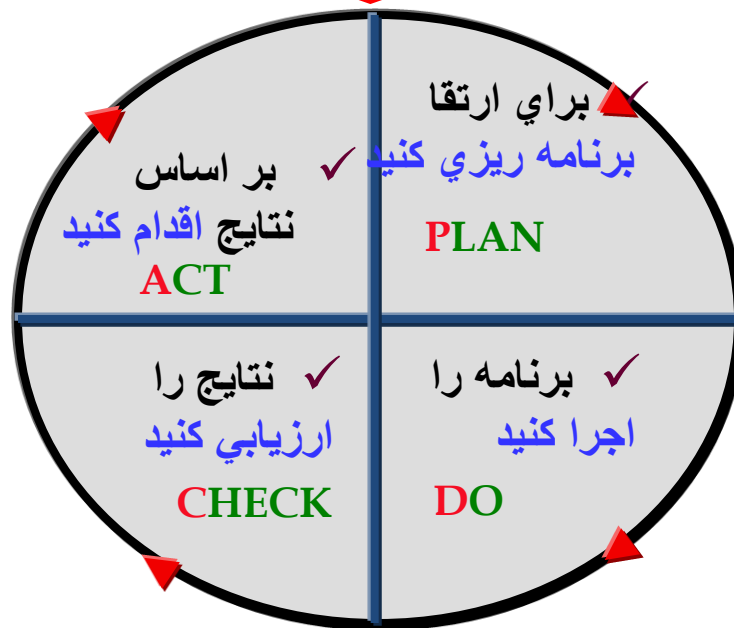 براي ارتقا
برنامه ريزي كنيد
PLAN
برنامه را
اجرا كنيد
DO
نتايج را
ارزيابي كنيد
CHECK
بر اساس
نتايج اقدام كنيد
ACT